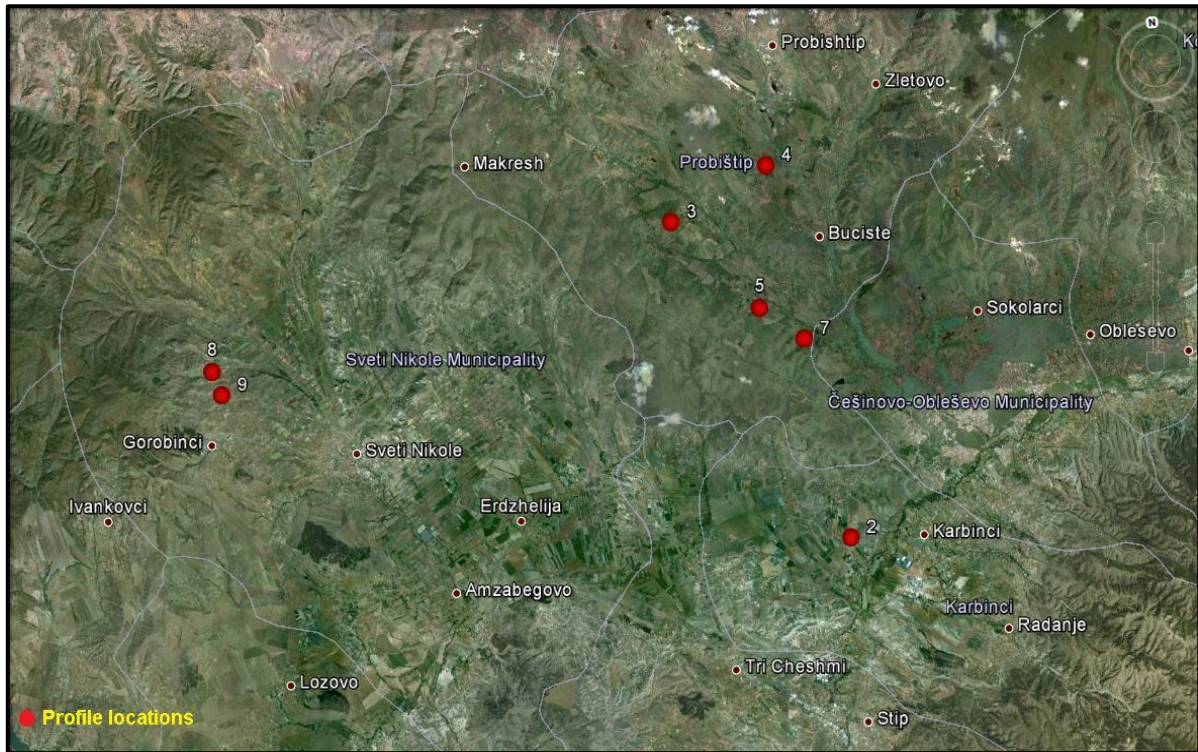 N
Ko
Probishtip
Zletovo
Makresh
Probištip
4
3
Buciste
5
Sokolarci
7
Oblesevo
8
Sveti Nikole Municipality
9
Češinovo-Obleševo Municipality
Gorobinci
Sveti Nikole
Ivankovci
Erdzhelija
2
Karbinci
Amzabegovo
Karbinci
Radanje
Tri Cheshmi
Lozovo
Profile locations
Stip